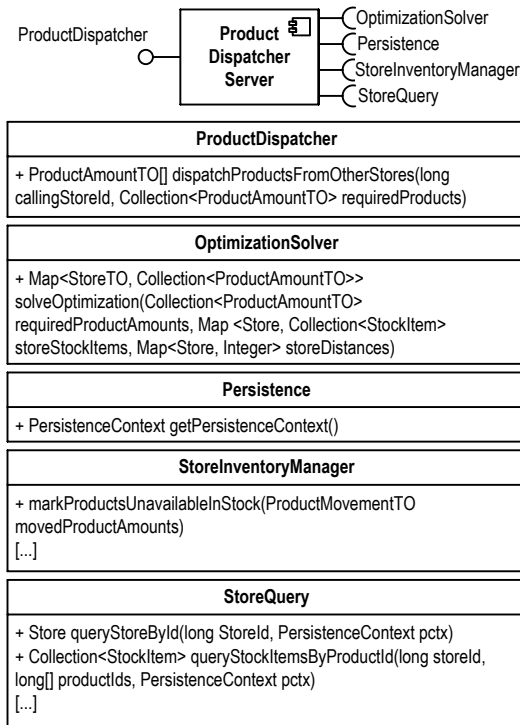 ProductDispatcher
Product
Dispatcher
Server
OptimizationSolver
Persistence
StoreInventoryManager
StoreQuery
ProductDispatcher
+ ProductAmountTO[] dispatchProductsFromOtherStores(long
callingStoreId, Collection<ProductAmountTO> requiredProducts)
OptimizationSolver
+ Map<StoreTO, Collection<ProductAmountTO>>
solveOptimization(Collection<ProductAmountTO>
requiredProductAmounts, Map <Store, Collection<StockItem>
storeStockItems, Map<Store, Integer> storeDistances)
Persistence
+ PersistenceContext getPersistenceContext()
StoreInventoryManager
+ markProductsUnavailableInStock(ProductMovementTO
movedProductAmounts)
[...]
StoreQuery
+ Store queryStoreById(long StoreId, PersistenceContext pctx)
+ Collection<StockItem> queryStockItemsByProductId(long storeId,
long[] productIds, PersistenceContext pctx)
[...]